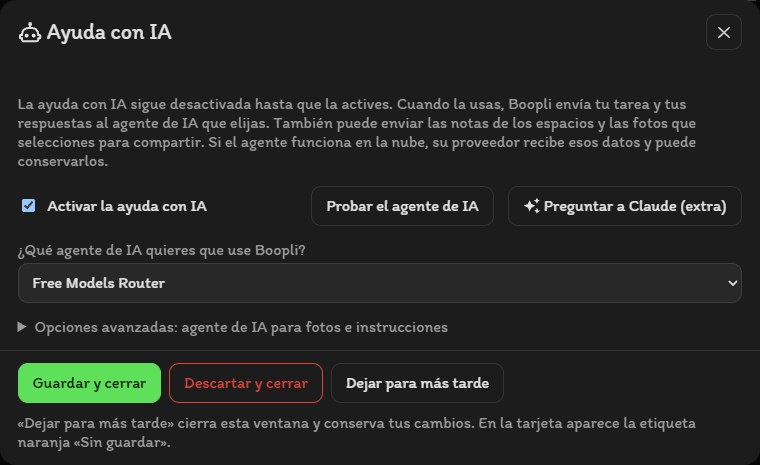 Ayuda con IA
La ayuda con IA sigue desactivada hasta que la actives. Cuando la usas, Boopli envía tu tarea y tus
respuestas al agente de IA que elijas. También puede enviar las notas de los espacios y las fotos que
selecciones para compartir. Si el agente funciona en la nube, su proveedor recibe esos datos y puede
conservarlos.
Activar la ayuda con IA
Probar el agente de IA
Preguntar a Claude (extra)
¿Qué agente de IA quieres que use Boopli?
Free Models Router
Opciones avanzadas: agente de IA para fotos e instrucciones
Guardar y cerrar
Descartar y cerrar
Dejar para más tarde
«Dejar para más tarde» cierra esta ventana y conserva tus cambios. En la tarjeta aparece la etiqueta
naranja «Sin guardar».